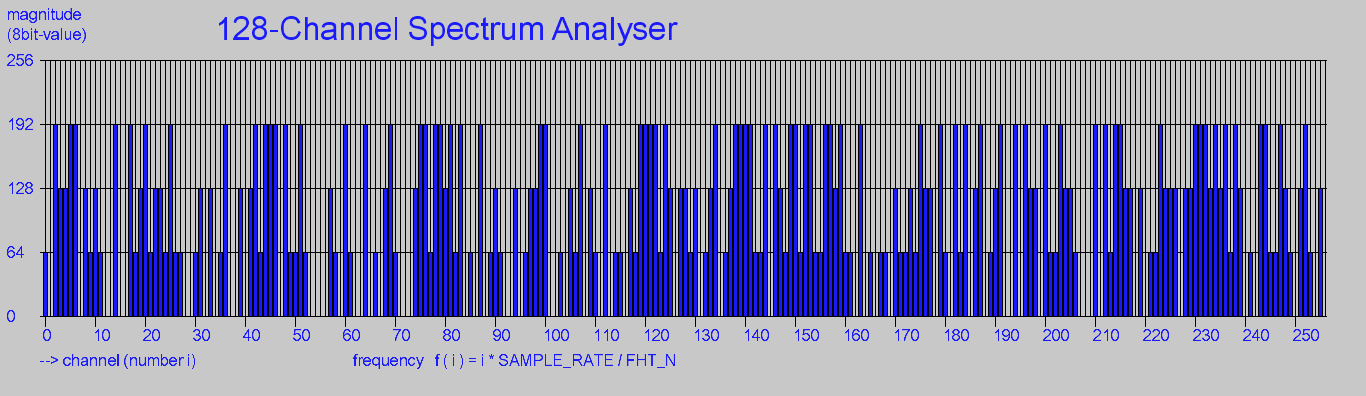 magnitude
(8bit-value)
128-Channel Spectrum Analyser
256
192
128
64
0
0 10 20 30 40 50 60 70 80 90 100 110 120 130 140 150 160 170 180 190 200 210 220 230 240 250
--> channel (number i) frequency f ( i ) = i * SAMPLE_RATE / FHT_N